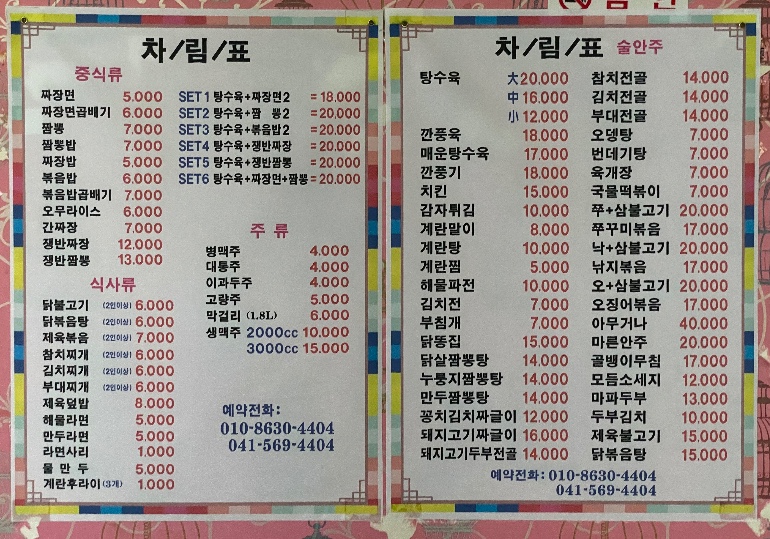 차/림/표
중식류
짜장면 5.000
짜장면곱배기 6.000
짬뽕 7.000
짬뽕밥 7.000
짜장밥 5.000
볶음밥 6.000
볶음밥곱배기 7.000
오무라이스 6.000
간짜장 7.000
쟁반짜장 12.000
쟁반짬뽕 13.000
SET1 탕수육+짜장면2 = 18.000
SET2 탕수육+짬 뽕2 = 20.000
SET3 탕수육+볶음밥2 = 20.000
SET4 탕수육+쟁반짜장 = 20.000
SET5 탕수육+쟁반짬뽕 = 20.000
SET6 탕수육+짜장면+짬뽕 = 20.000
식사류
닭불고기 (2인이상) 6.000
닭볶음탕 (2인이상) 6.000
제육볶음 (2인이상) 7.000
참치찌개 (2인이상) 6.000
김치찌개 (2인이상) 6.000
부대찌개 (2인이상) 6.000
제육덮밥 8.000
해물라면 5.000
만두라면 5.000
라면사리 1.000
물 만 두 5.000
계란후라이 (3개) 1.000
주 류
병맥주 4.000
대통주 4.000
이과두주 4.000
고량주 5.000
막걸리 (1.8L) 6.000
생맥주 2000cc 10.000
3000cc 15.000
예약전화:
010-8630-4404
041-569-4404
차/림/표 술안주
탕수육 大 20.000
中 16.000
小 12.000
깐풍육 18.000
매운탕수육 17.000
깐풍기 18.000
치킨 15.000
감자튀김 10.000
계란말이 8.000
계란탕 10.000
계란찜 5.000
해물파전 10.000
김치전 7.000
부침개 7.000
닭똥집 15.000
닭살짬뽕탕 14.000
누룽지짬뽕탕 14.000
만두짬뽕탕 14.000
꽁치김치짜글이 12.000
돼지고기짜글이 16.000
돼지고기두부전골 14.000
참치전골 14.000
김치전골 14.000
부대전골 14.000
오뎅탕 7.000
번데기탕 7.000
육개장 7.000
국물떡볶이 7.000
쭈+삼불고기 20.000
쭈꾸미볶음 17.000
낙+삼불고기 20.000
낙지볶음 17.000
오+삼불고기 20.000
오징어볶음 17.000
아무거나 40.000
마른안주 20.000
골뱅이무침 17.000
모듬소세지 12.000
마파두부 13.000
두부김치 10.000
제육불고기 15.000
닭볶음탕 15.000
예약전화: 010-8630-4404
041-569-4404